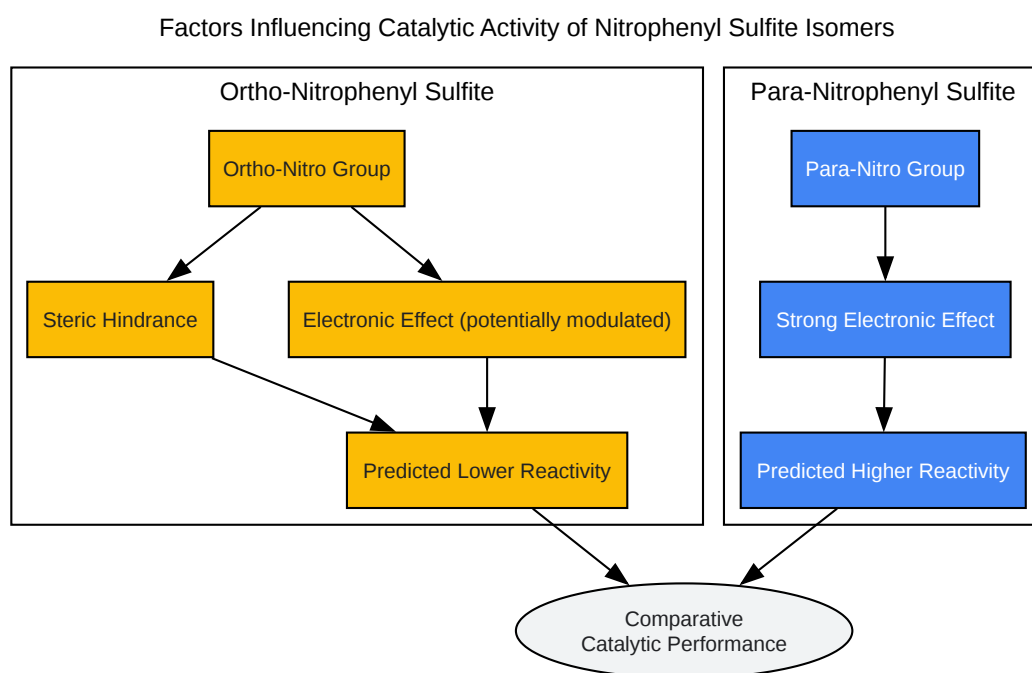 Factors Influencing Catalytic Activity of Nitrophenyl Sulfite Isomers
Ortho-Nitrophenyl Sulfite
Ortho-Nitro Group
Steric Hindrance
Electronic Effect (potentially modulated)
Predicted Lower Reactivity
Para-Nitrophenyl Sulfite
Para-Nitro Group
Strong Electronic Effect
Predicted Higher Reactivity
Comparative
Catalytic Performance